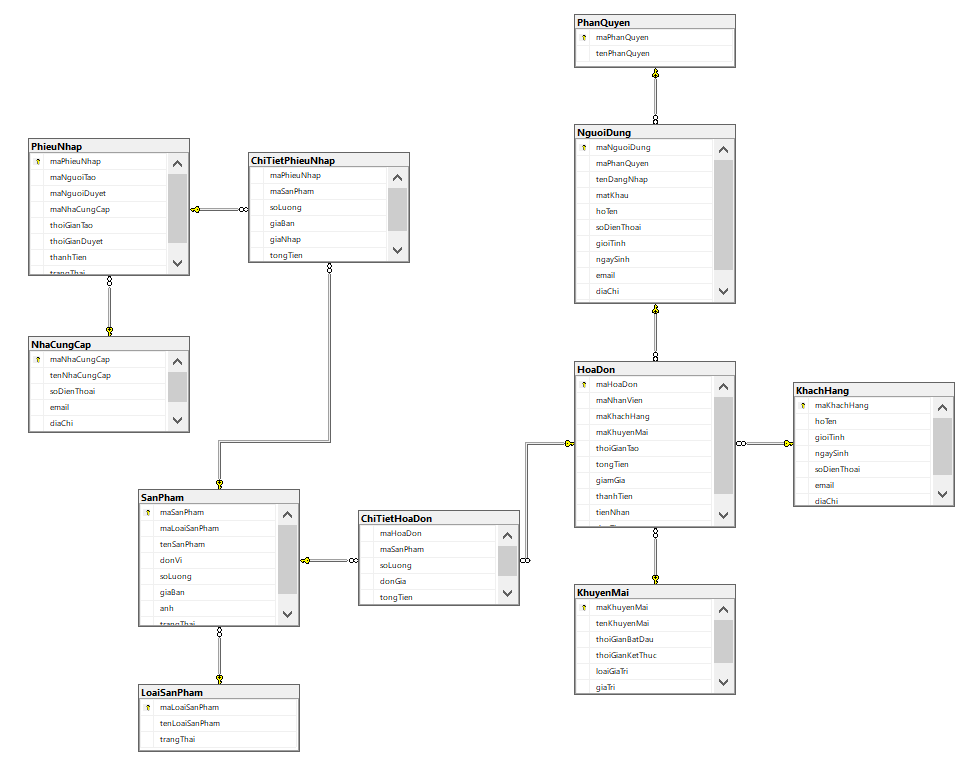 PhanQuyen
maPhanQuyen
tenPhanQuyen
NguoiDung
maNguoiDung
maPhanQuyen
tenDangNhap
matKhau
hoTen
soDienThoai
gioiTinh
ngaySinh
email
diaChi
PhieuNhap
maPhieuNhap
maNguoiTao
maNguoiDuyet
maNhaCungCap
thoiGianTao
thoiGianDuyet
thanhTien
trangThai
ChiTietPhieuNhap
maPhieuNhap
maSanPham
soLuong
giaBan
giaNhap
tongTien
NhaCungCap
maNhaCungCap
tenNhaCungCap
soDienThoai
email
diaChi
HoaDon
maHoaDon
maNhanVien
maKhachHang
maKhuyenMai
thoiGianTao
tongTien
giamGia
thanhTien
tienNhan
KhachHang
maKhachHang
hoTen
gioiTinh
ngaySinh
soDienThoai
email
diaChi
SanPham
maSanPham
maLoaiSanPham
tenSanPham
donVi
soLuong
giaBan
anh
trangThai
ChiTietHoaDon
maHoaDon
maSanPham
soLuong
donGia
tongTien
KhuyenMai
maKhuyenMai
tenKhuyenMai
thoiGianBatDau
thoiGianKetThuc
loaiGiaTri
giaTri
LoaiSanPham
maLoaiSanPham
tenLoaiSanPham
trangThai